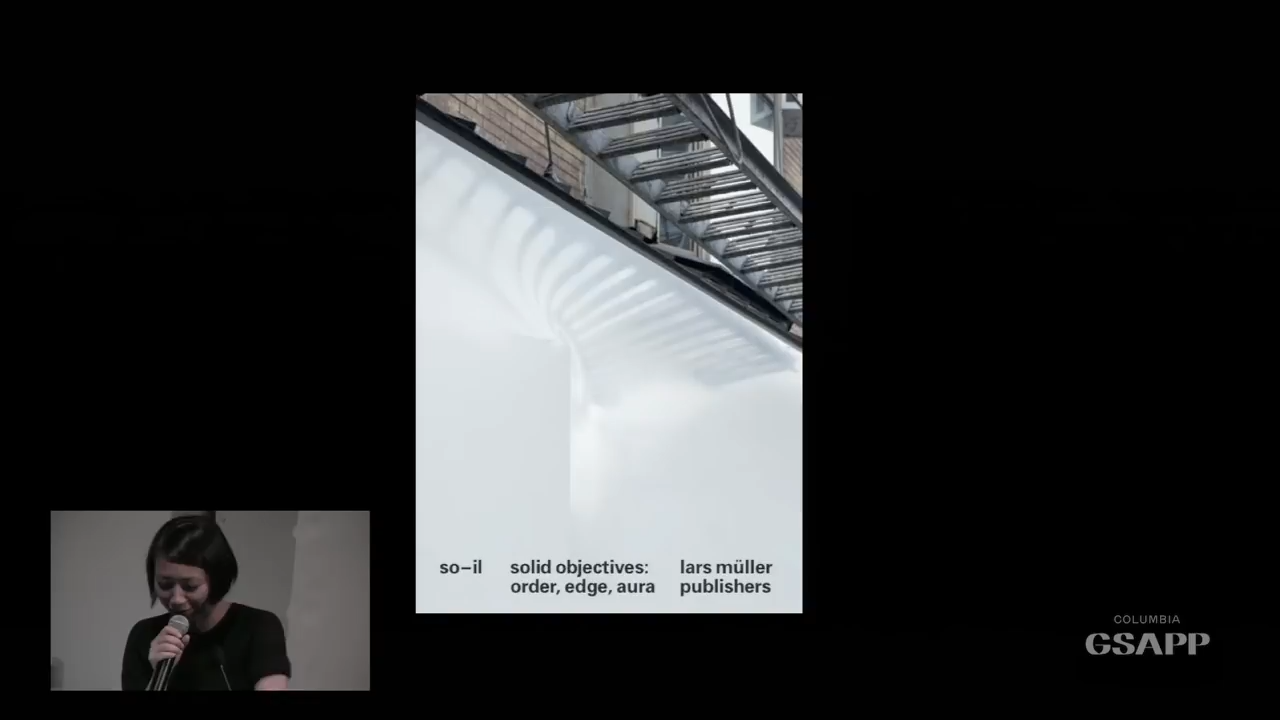 so–il
solid objectives:
order, edge, aura
lars müller
publishers
COLUMBIA
GSAPP